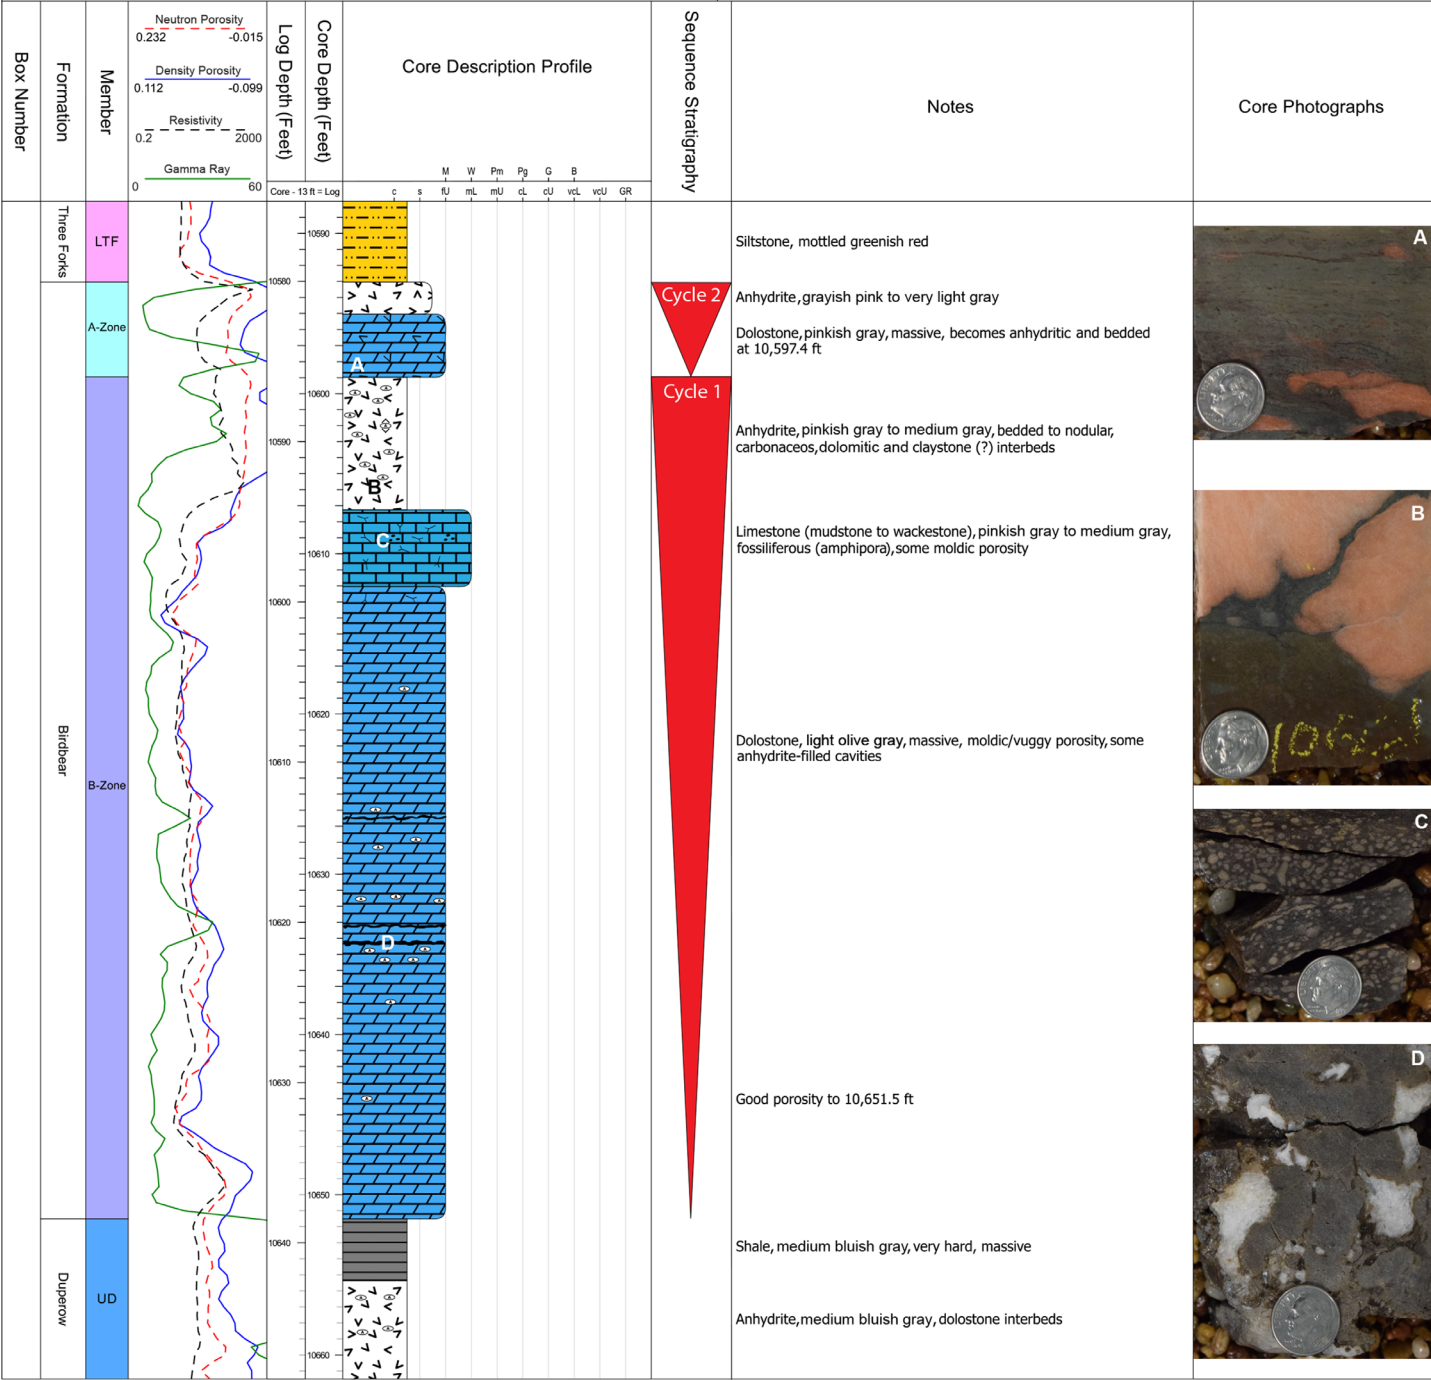 Box Number
Formation
Member
Neutron Porosity
0.232 -0.015
Density Porosity
0.112 -0.099
Resistivity
0.2 2000
Gamma Ray
0 60
Log Depth (Feet)
Core Depth (Feet)
Core - 13 ft = Log
Core Description Profile
M W Pm Pg G B
c s fU mL mU cL cU vcL vcU GR
Sequence Stratigraphy
Notes
Core Photographs
Three Forks
Birdbear
Duperow
LTF
A-Zone
B-Zone
UD
10580
10590
10600
10610
10620
10630
10640
10590
10600
10610
10620
10630
10640
10650
10660
A
B
C
D
Cycle 2
Cycle 1
Siltstone, mottled greenish red
Anhydrite, grayish pink to very light gray
Dolostone, pinkish gray, massive, becomes anhydritic and bedded
at 10,597.4 ft
Anhydrite, pinkish gray to medium gray, bedded to nodular,
carbonaceos, dolomitic and claystone (?) interbeds
Limestone (mudstone to wackestone), pinkish gray to medium gray,
fossiliferous (amphipora), some moldic porosity
Dolostone, light olive gray, massive, moldic/vuggy porosity, some
anhydrite-filled cavities
Good porosity to 10,651.5 ft
Shale, medium bluish gray, very hard, massive
Anhydrite, medium bluish gray, dolostone interbeds
A
B
C
D